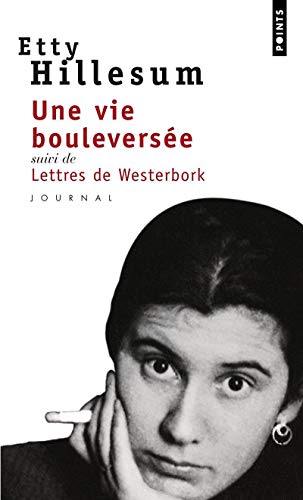 POINTS
Etty
Hillesum
Une vie
bouleversée
suivi de
Lettres de Westerbork
JOURNAL